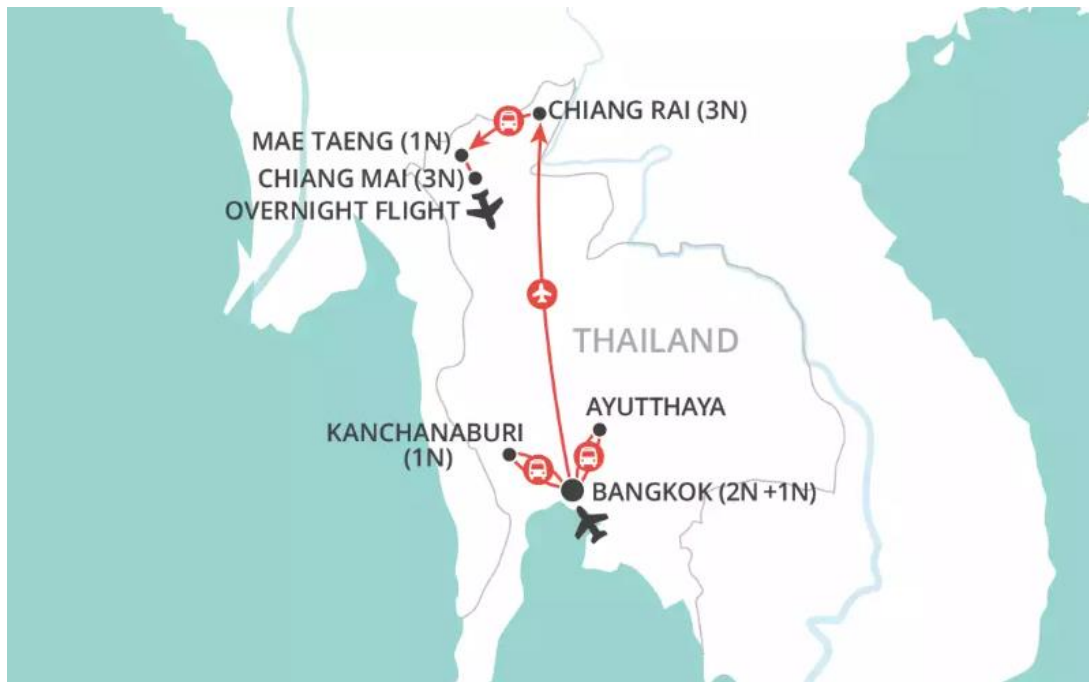 CHIANG RAI (3N)
MAE TAENG (1N)
CHIANG MAI (3N)
OVERNIGHT FLIGHT
THAILAND
AYUTTHAYA
KANCHANABURI
(1N)
BANGKOK (2N +1N)